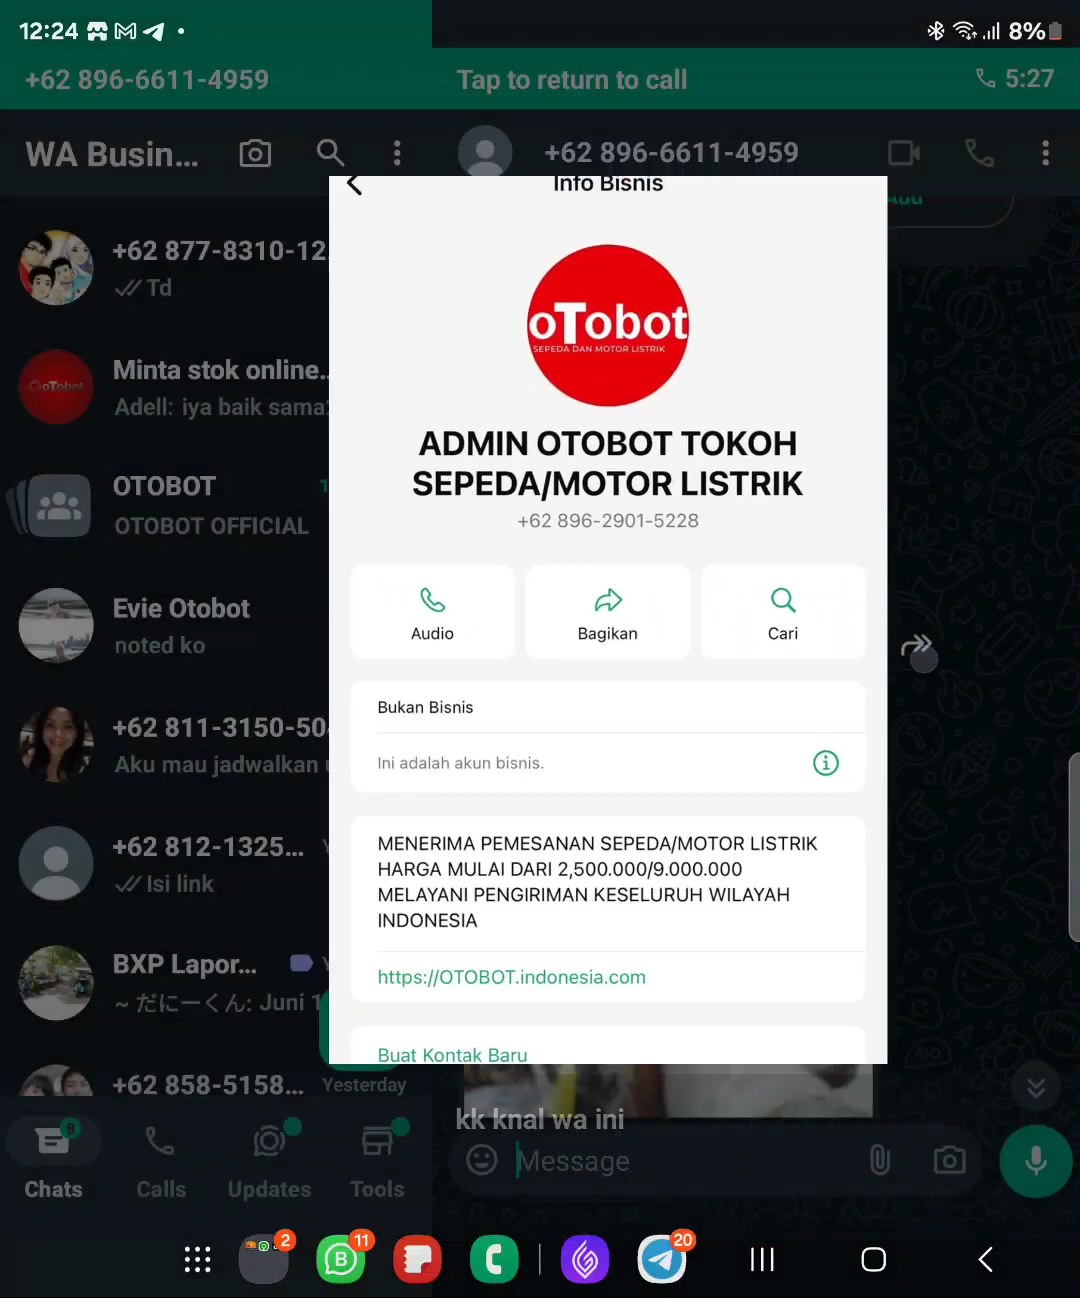 12:24
8%
+62 896-6611-4959
Tap to return to call
5:27
WA Busin...
+62 896-6611-4959
Info Bisnis
+62 877-8310-12
Td
oTobot
SEPEDA DAN MOTOR LISTRIK
Minta stok online..
Adell: iya baik sama
ADMIN OTOBOT TOKOH
SEPEDA/MOTOR LISTRIK
+62 896-2901-5228
OTOBOT
OTOBOT OFFICIAL
Evie Otobot
noted ko
Audio
Bagikan
Cari
+62 811-3150-50
Aku mau jadwalkan
Bukan Bisnis
Ini adalah akun bisnis.
+62 812-1325...
Isi link
MENERIMA PEMESANAN SEPEDA/MOTOR LISTRIK
HARGA MULAI DARI 2,500.000/9.000.000
MELAYANI PENGIRIMAN KESELURUH WILAYAH
INDONESIA
https://OTOBOT.indonesia.com
BXP Lapor...
~ だにーくん: Juni 1
Buat Kontak Baru
+62 858-5158...
Yesterday
kk knal wa ini
Message
8
Chats
Calls
Updates
Tools
2
11
20